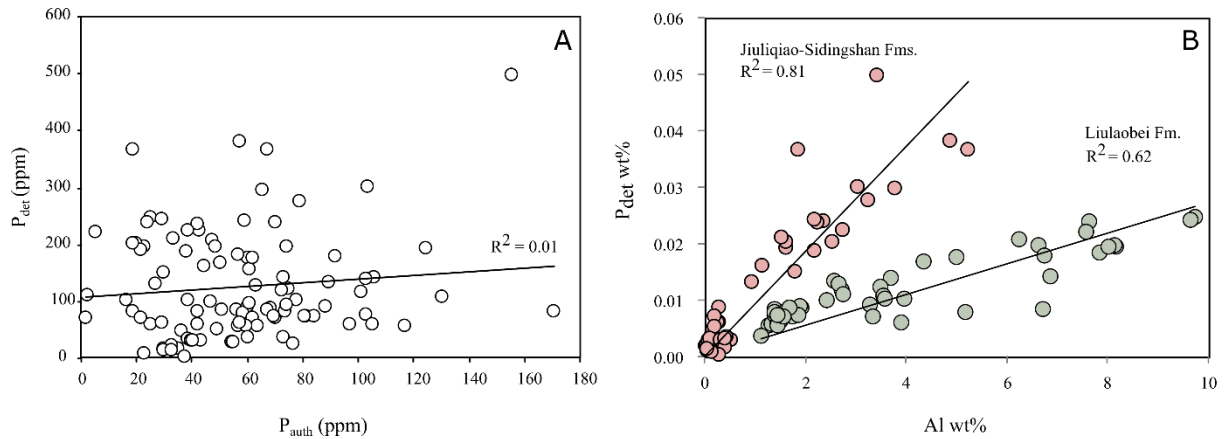 A
600
500
400
300
200
100
0
P_det (ppm)
R² = 0.01
0 20 40 60 80 100 120 140 160 180
P_auth (ppm)
B
0.06
0.05
0.04
0.03
0.02
0.01
0.00
P_det wt%
Jiuliqiao-Sidingshan Fms.
R² = 0.81
Liulaobei Fm.
R² = 0.62
0 2 4 6 8 10
Al wt%